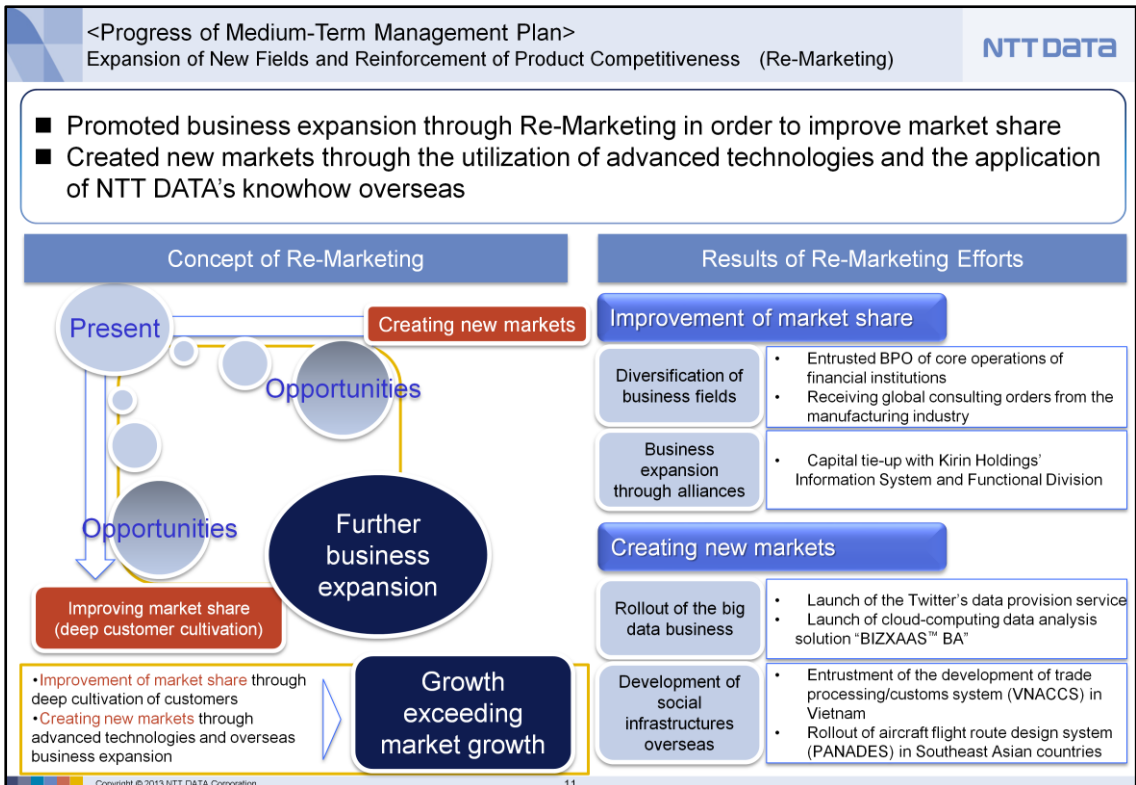 <Progress of Medium-Term Management Plan>
Expansion of New Fields and Reinforcement of Product Competitiveness (Re-Marketing)
NTT DATA
■ Promoted business expansion through Re-Marketing in order to improve market share
■ Created new markets through the utilization of advanced technologies and the application
of NTT DATA's knowhow overseas
Concept of Re-Marketing
Present
Creating new markets
Opportunities
Opportunities
Further
business
expansion
Improving market share
(deep customer cultivation)
•Improvement of market share through
deep cultivation of customers
•Creating new markets through
advanced technologies and overseas
business expansion
Growth
exceeding
market growth
Results of Re-Marketing Efforts
Improvement of market share
Diversification of
business fields
• Entrusted BPO of core operations of
financial institutions
• Receiving global consulting orders from the
manufacturing industry
Business
expansion
through alliances
• Capital tie-up with Kirin Holdings'
Information System and Functional Division
Creating new markets
Rollout of the big
data business
• Launch of the Twitter's data provision service
• Launch of cloud-computing data analysis
solution "BIZXAAS™ BA"
Development of
social
infrastructures
overseas
• Entrustment of the development of trade
processing/customs system (VNACCS) in
Vietnam
• Rollout of aircraft flight route design system
(PANADES) in Southeast Asian countries
Copyright © 2013 NTT DATA Corporation
11